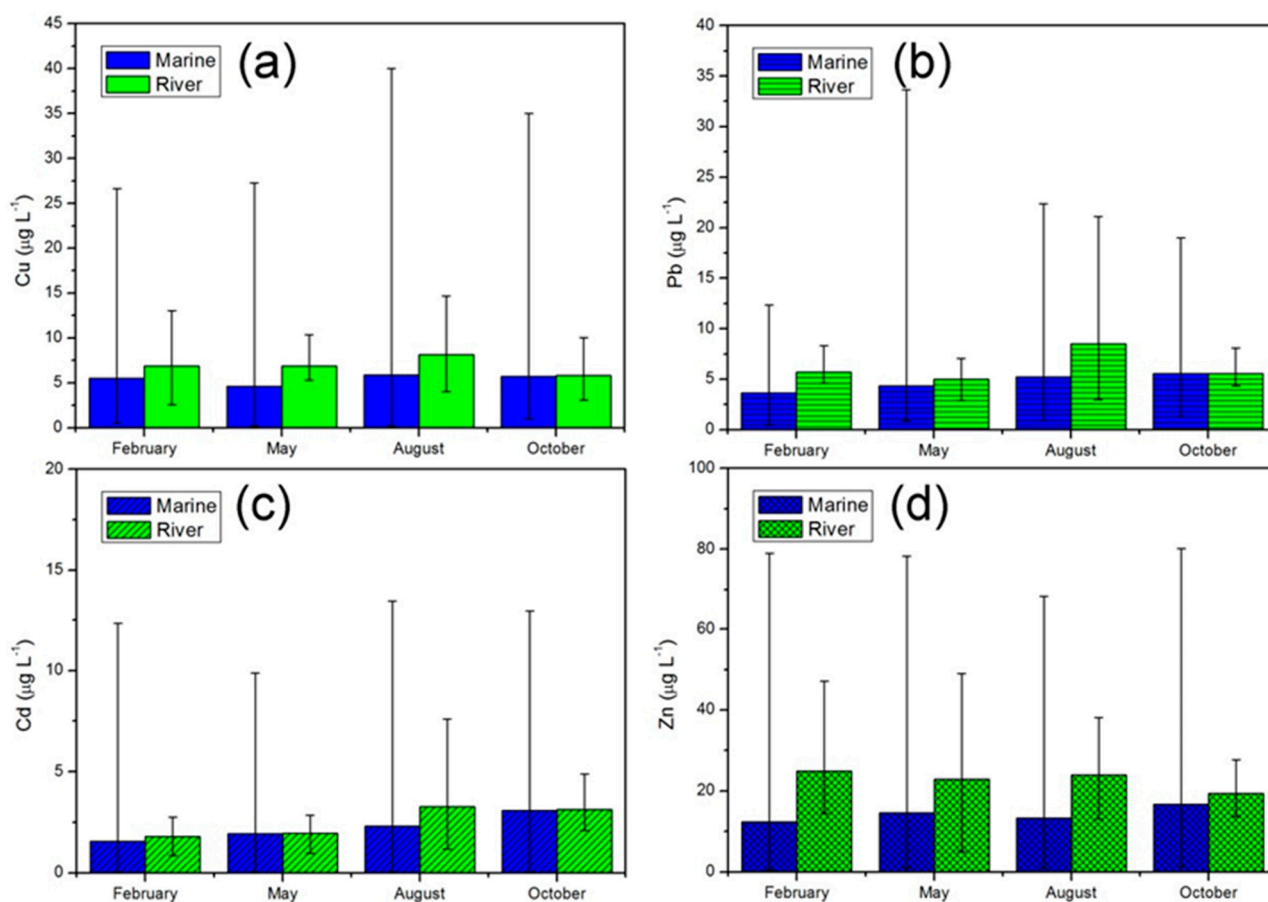 (a)
Marine
River
Cu (μg L⁻¹)
45
40
35
30
25
20
15
10
5
0
February May August October
(b)
Marine
River
Pb (μg L⁻¹)
40
35
30
25
20
15
10
5
0
February May August October
(c)
Marine
River
Cd (μg L⁻¹)
20
15
10
5
0
February May August October
(d)
Marine
River
Zn (μg L⁻¹)
100
80
60
40
20
0
February May August October